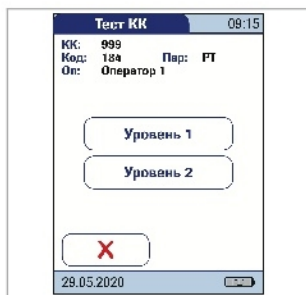 Тест КК 09:15
КК: 999
Код: 184 Пар: PT
Оп: Оператор 1
Уровень 1
Уровень 2
X
29.05.2020